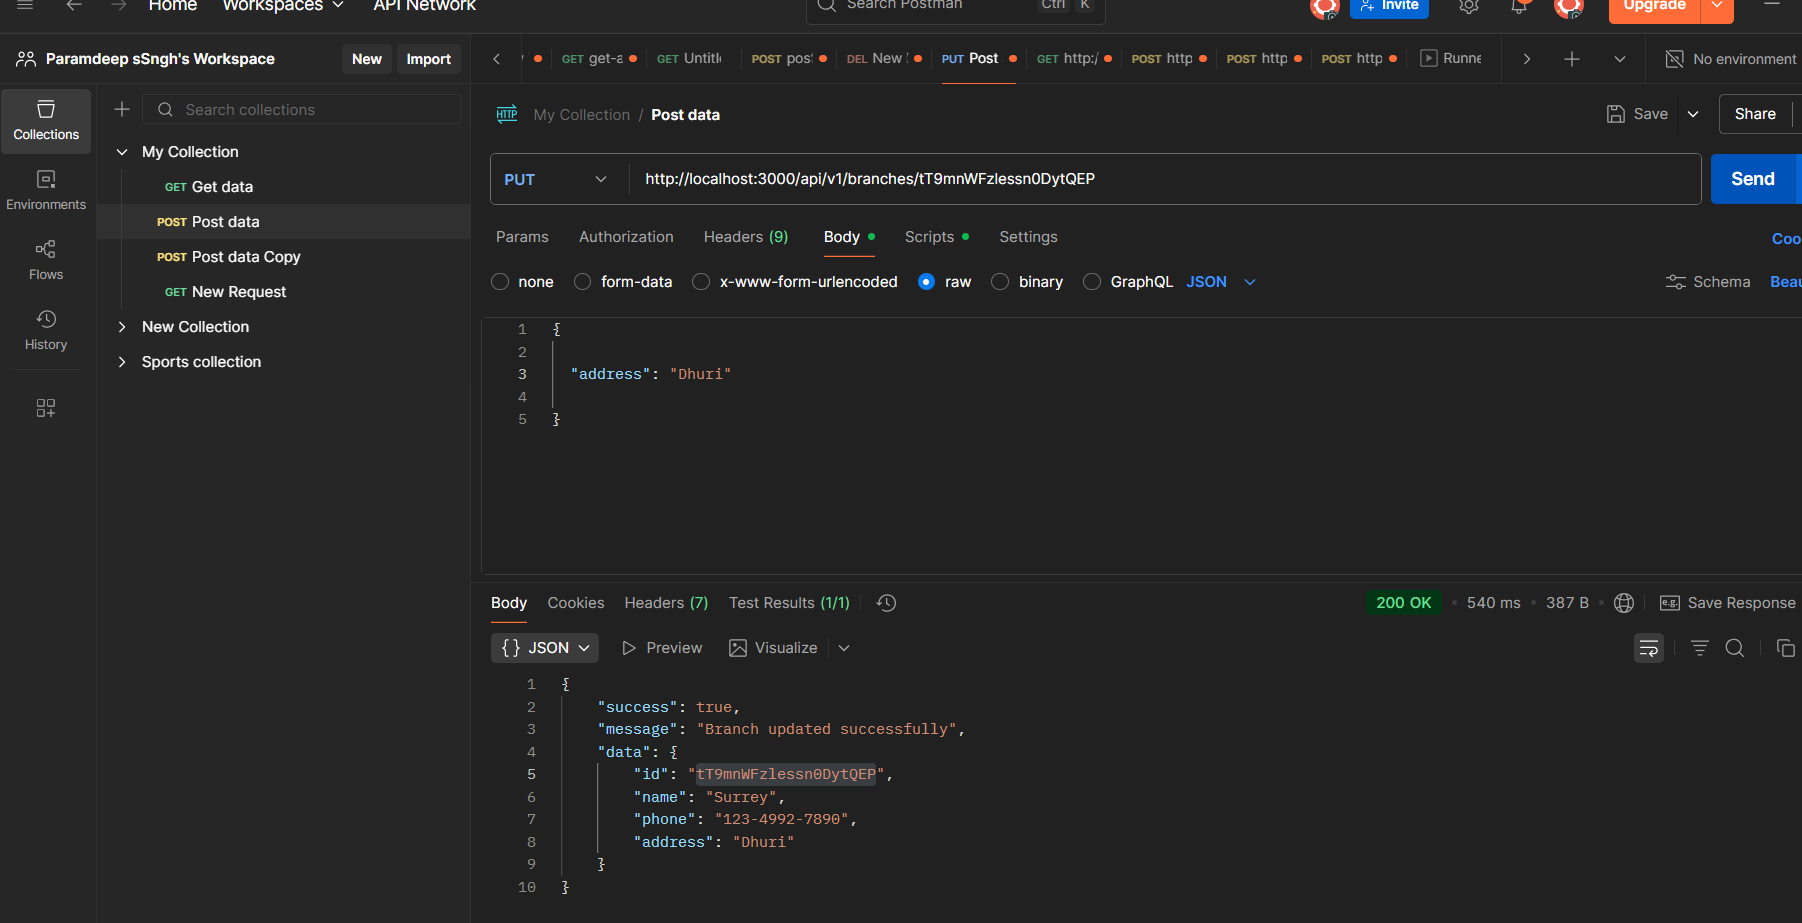 Home Workspaces API Network Search Postman Ctrl K Invite Upgrade
Paramdeep sSngh's Workspace New Import
GET get-a GET Untitl POST pos DEL New PUT Post GET http:/ POST http POST http POST http Runne No environment
Collections
Environments
Flows
History
Search collections
My Collection
GET Get data
POST Post data
POST Post data Copy
GET New Request
New Collection
Sports collection
HTTP My Collection / Post data Save Share
PUT http://localhost:3000/api/v1/branches/tT9mnWFzlessn0DytQEP Send
Params Authorization Headers (9) Body Scripts Settings Coo
none form-data x-www-form-urlencoded raw binary GraphQL JSON Schema Beau
1 {
2
3 "address": "Dhuri"
4
5 }
Body Cookies Headers (7) Test Results (1/1) 200 OK 540 ms 387 B e.g. Save Response
{} JSON Preview Visualize
1 {
2 "success": true,
3 "message": "Branch updated successfully",
4 "data": {
5 "id": "tT9mnWFzlessn0DytQEP",
6 "name": "Surrey",
7 "phone": "123-4992-7890",
8 "address": "Dhuri"
9 }
10 }